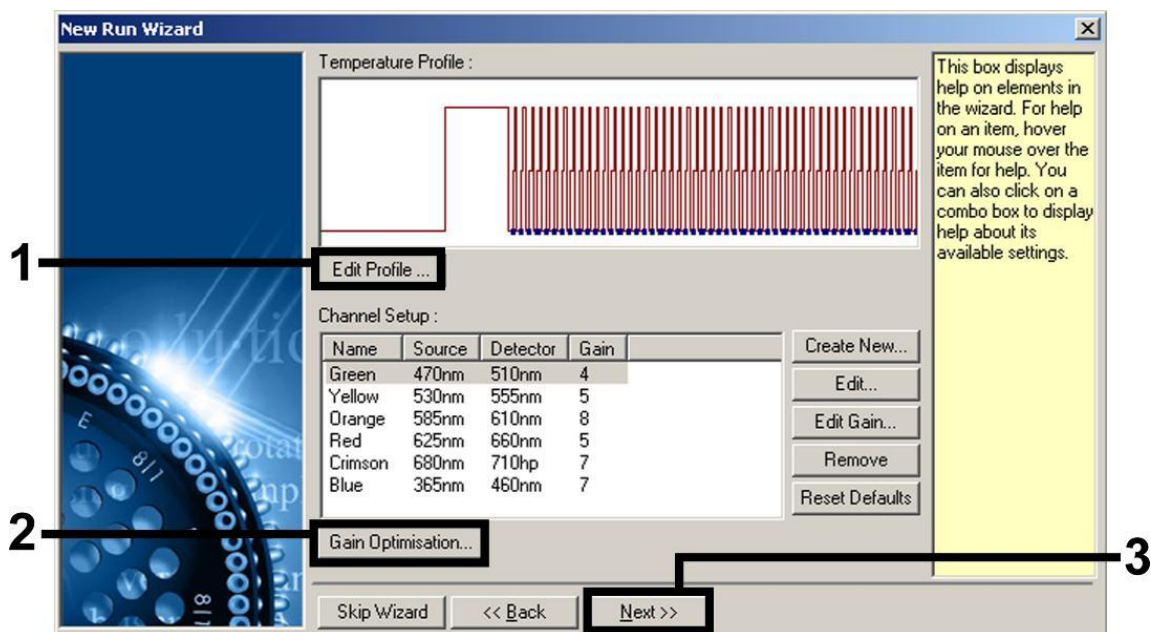 New Run Wizard
Temperature Profile :
This box displays
help on elements in
the wizard. For help
on an item, hover
your mouse over the
item for help. You
can also click on a
combo box to display
help about its
available settings.
1
Edit Profile ...
Channel Setup :
Name Source Detector Gain
Green 470nm 510nm 4
Yellow 530nm 555nm 5
Orange 585nm 610nm 8
Red 625nm 660nm 5
Crimson 680nm 710hp 7
Blue 365nm 460nm 7
Create New...
Edit...
Edit Gain...
Remove
Reset Defaults
2
Gain Optimisation...
3
Skip Wizard
<< Back
Next >>
E
8/1
8/1